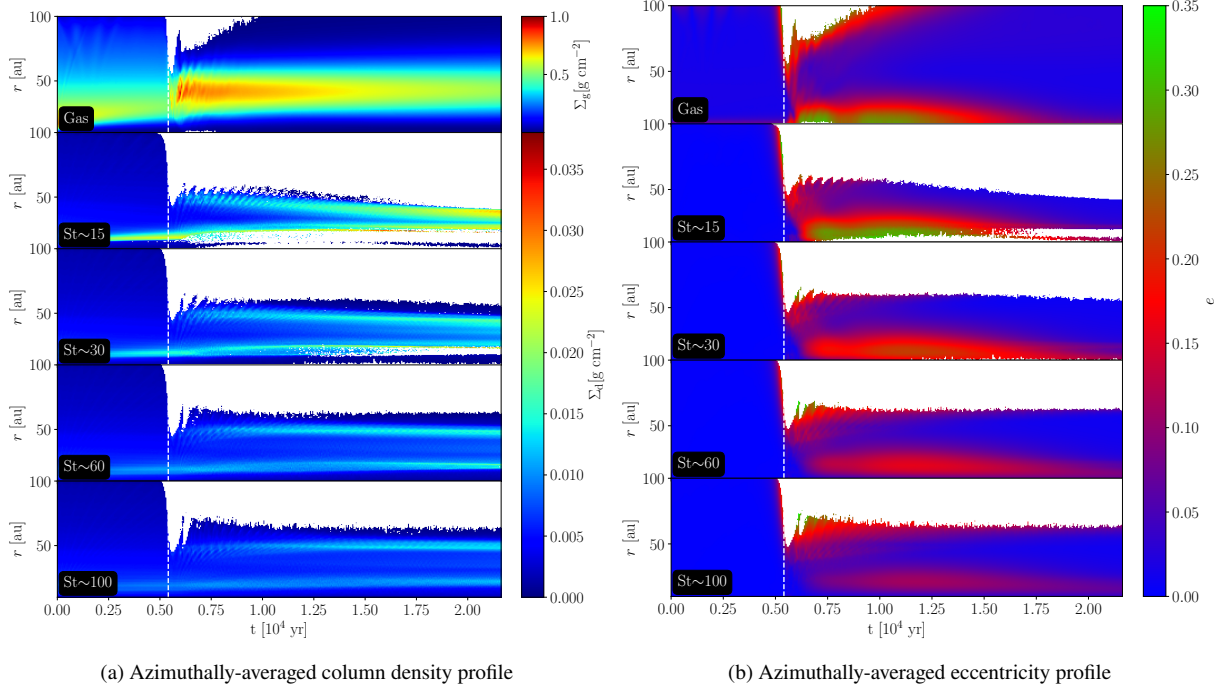 100
50
r [au]
Gas
100
50
r [au]
St~15
100
50
r [au]
St~30
100
50
r [au]
St~60
100
50
r [au]
St~100
0.00 0.25 0.50 0.75 1.00 1.25 1.50 1.75 2.00
t [10⁴ yr]
1.0
0.5
Σg[g cm⁻²]
0.035
0.030
0.025
0.020
0.015
0.010
0.005
0.000
Σd[g cm⁻²]
(a) Azimuthally-averaged column density profile
100
50
r [au]
Gas
100
50
r [au]
St~15
100
50
r [au]
St~30
100
50
r [au]
St~60
100
50
r [au]
St~100
0.00 0.25 0.50 0.75 1.00 1.25 1.50 1.75 2.00
t [10⁴ yr]
0.35
0.30
0.25
0.20
0.15
0.10
0.05
0.00
e
(b) Azimuthally-averaged eccentricity profile